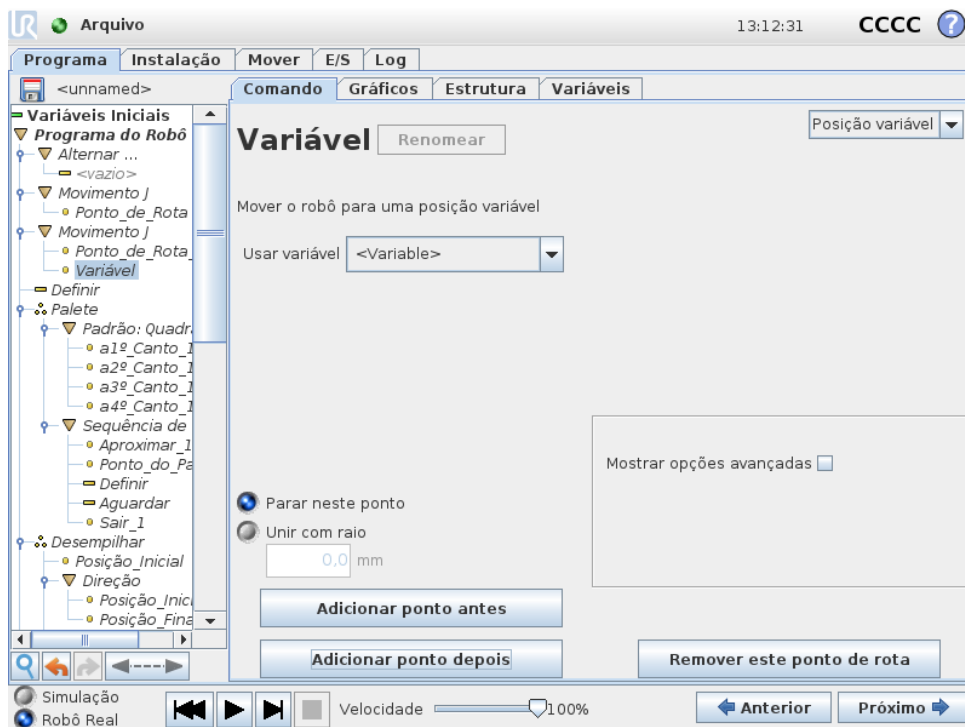 UR Arquivo 13:12:31 CCCC ?
Programa Instalação Mover E/S Log
<unnamed> Comando Gráficos Estrutura Variáveis
Variáveis Iniciais
Programa do Robô
Alternar ...
<vazio>
Movimento J
Ponto_de_Rota
Movimento J
Ponto_de_Rota_
Variável
Definir
Palete
Padrão: Quadr
a1º_Canto_1
a2º_Canto_1
a3º_Canto_1
a4º_Canto_1
Sequência de
Aproximar_1
Ponto_do_Pa
Definir
Aguardar
Sair_1
Desempilhar
Posição_Inicial
Direção
Posição_Inici
Posição_Fina
Variável Renomear Posição variável
Mover o robô para uma posição variável
Usar variável <Variable>
Mostrar opções avançadas
Parar neste ponto
Unir com raio
0,0 mm
Adicionar ponto antes
Adicionar ponto depois Remover este ponto de rota
Simulação
Robô Real
Velocidade 100% Anterior Próximo